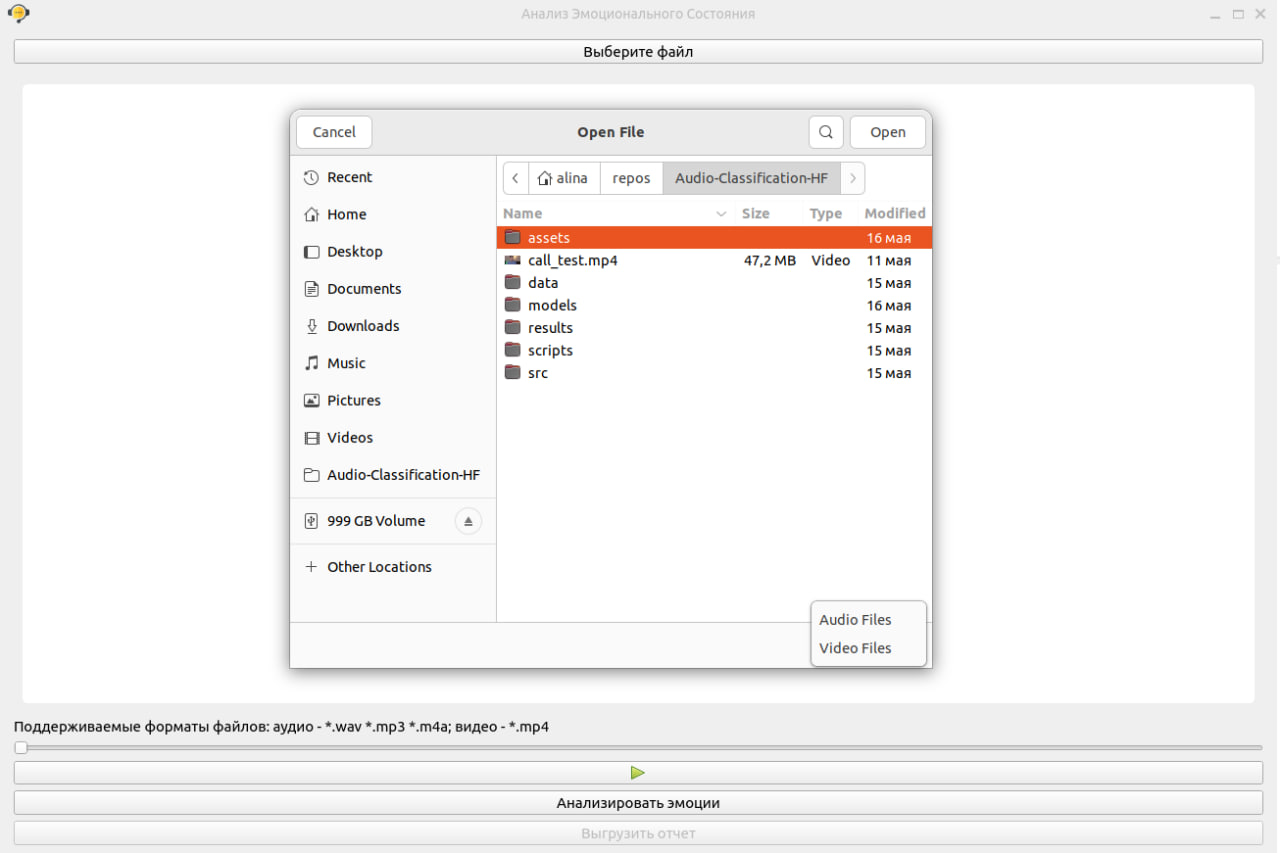 Анализ Эмоционального Состояния
Выберите файл
Cancel Open File Open
Recent
Home
Desktop
Documents
Downloads
Music
Pictures
Videos
Audio-Classification-HF
999 GB Volume
Other Locations
alina repos Audio-Classification-HF
Name Size Type Modified
assets 16 мая
call_test.mp4 47,2 MB Video 11 мая
data 15 мая
models 16 мая
results 15 мая
scripts 15 мая
src 15 мая
Audio Files
Video Files
Поддерживаемые форматы файлов: аудио - *.wav *.mp3 *.m4a; видео - *.mp4
Анализировать эмоции
Выгрузить отчет